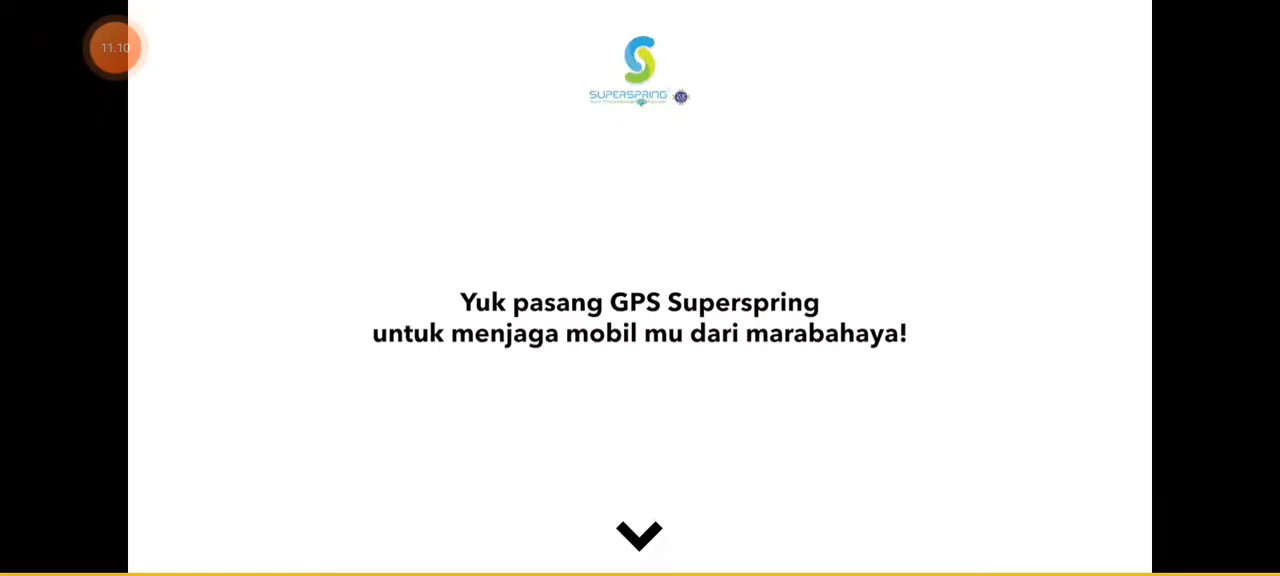 11.10
SUPERSPRING
Yuk pasang GPS Superspring
untuk menjaga mobil mu dari marabahaya!